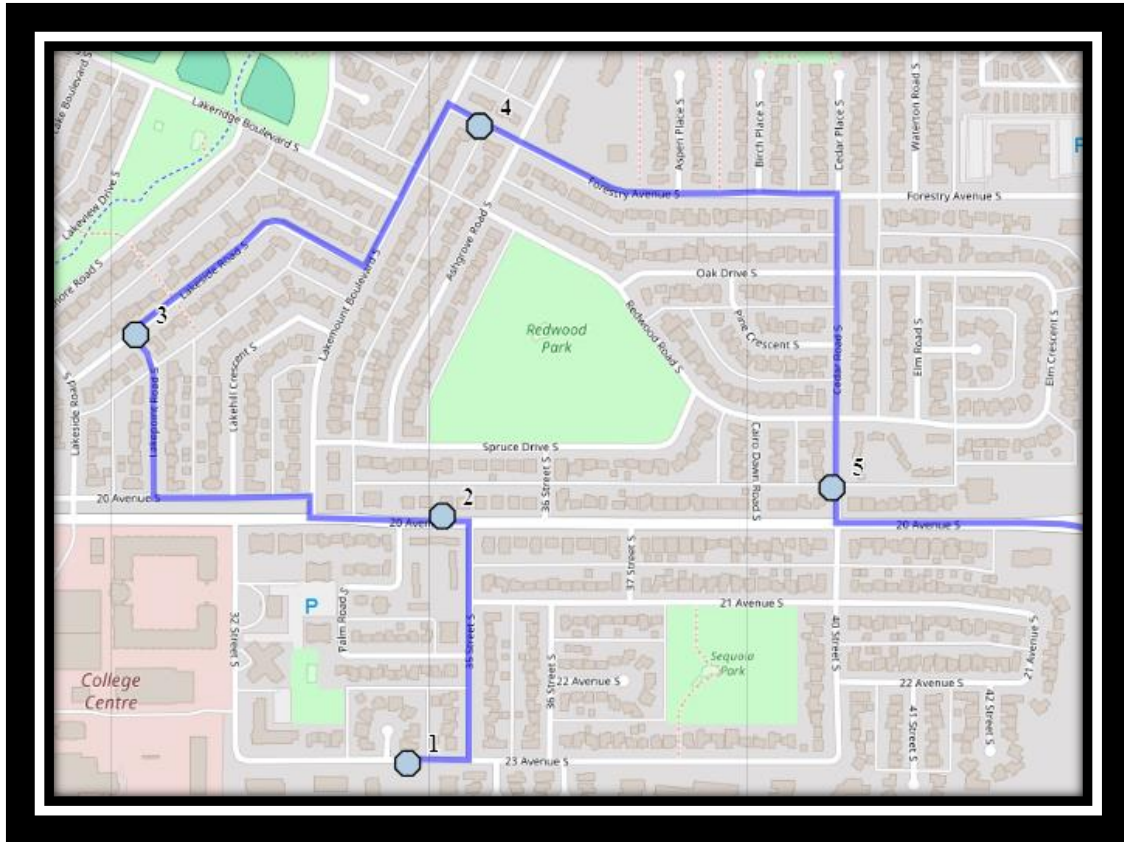 Lakeridge Boulevard S
Lakeview Drive S
Aspen Place S
Birch Place S
Cedar Place S
Waterton Road S
4
Forestry Avenue S
Forestry Avenue S
Ashgrove Road S
Lakeside Road S
Lakemount Boulevard S
Oak Drive S
Redwood
Park
Redwood Road S
Pine Crescent S
3
Cedar Road S
Elm Road S
Elm Crescent S
Lakehill Crescent S
Lakepoint Road S
Lakeside Road S
Spruce Drive S
36 Street S
Cairo Dawn Road S
5
2
20 Avenue S
20 Aven
20 Avenue S
37 Street S
P
Palm Road S
32 Street S
35 Street S
21 Avenue S
40 Street S
21 Avenue S
Sequoia
Park
College
Centre
36 Street S
22 Avenue S
22 Avenue S
41 Street S
42 Street S
1
23 Avenue S